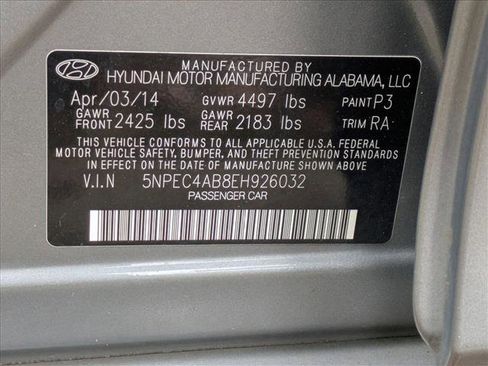 MANUFACTURED BY
HYUNDAI MOTOR MANUFACTURING ALABAMA, LLC
Apr/03/14 GVWR 4497 lbs PAINT P3
GAWR FRONT 2425 lbs GAWR REAR 2183 lbs TRIM RA
THIS VEHICLE CONFORMS TO ALL APPLICABLE U.S.A. FEDERAL
MOTOR VEHICLE SAFETY, BUMPER, AND THEFT PREVENTION STANDARDS
IN EFFECT ON THE DATE OF MANUFACTURE SHOWN ABOVE.
V.I.N 5NPEC4AB8EH926032
PASSENGER CAR